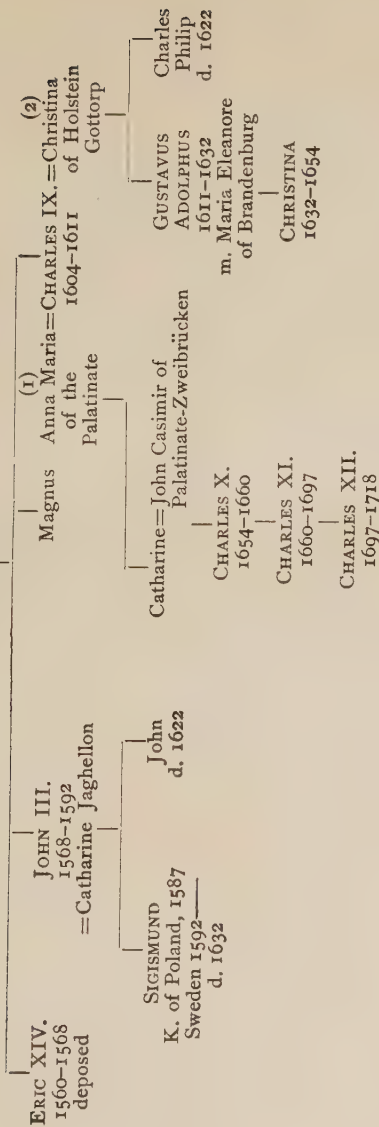 ERIC XIV.
1560–1568
deposed
JOHN III.
1568–1592
=Catharine Jaghellon
SIGISMUND
K. of Poland, 1587
Sweden 1592—
d. 1632
John
d. 1622
Magnus
(1)
Anna Maria=CHARLES IX.=Christina
of the
Palatinate
1604–1611
(2)
of Holstein
Gottorp
Catharine=John Casimir of
Palatinate-Zweibrücken
CHARLES X.
1654–1660
CHARLES XI.
1660–1697
CHARLES XII.
1697–1718
GUSTAVUS
ADOLPHUS
1611–1632
m. Maria Eleanore
of Brandenburg
CHRISTINA
1632–1654
Charles
Philip
d. 1622